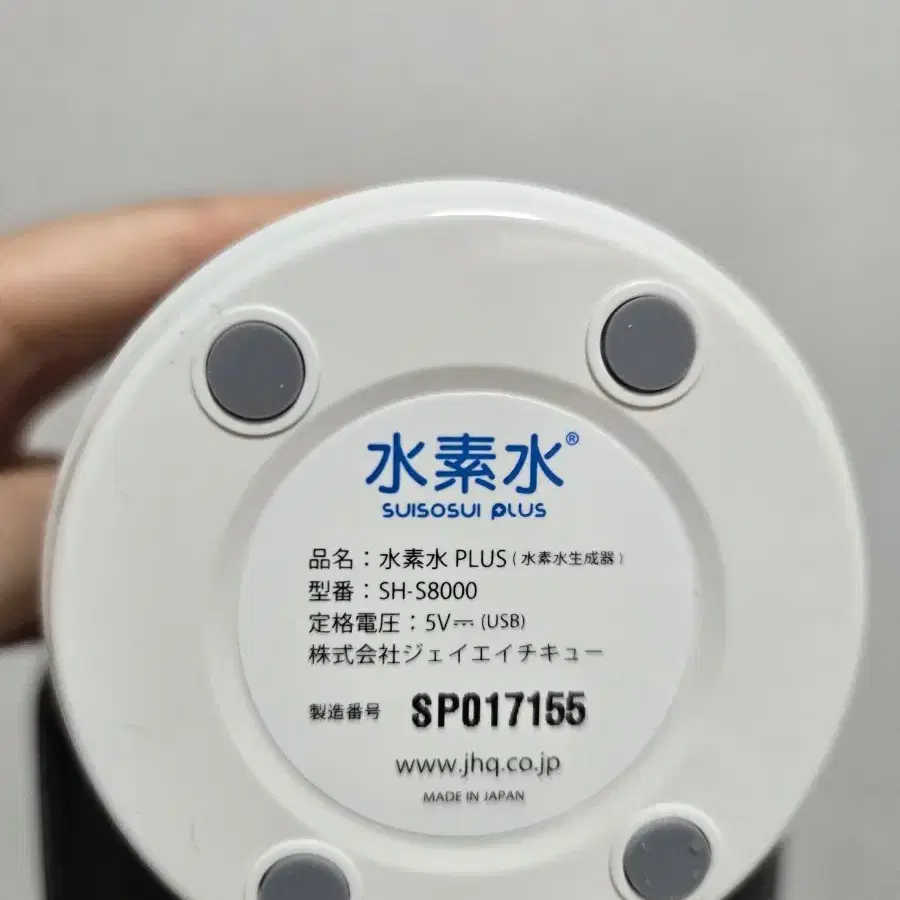 水素水®
SUISOSUI PLUS
品名：水素水 PLUS（水素水生成器）
型番：SH-S8000
定格電圧：5V⎓ (USB)
株式会社ジェイエイチキュー
製造番号 SP017155
www.jhq.co.jp
MADE IN JAPAN